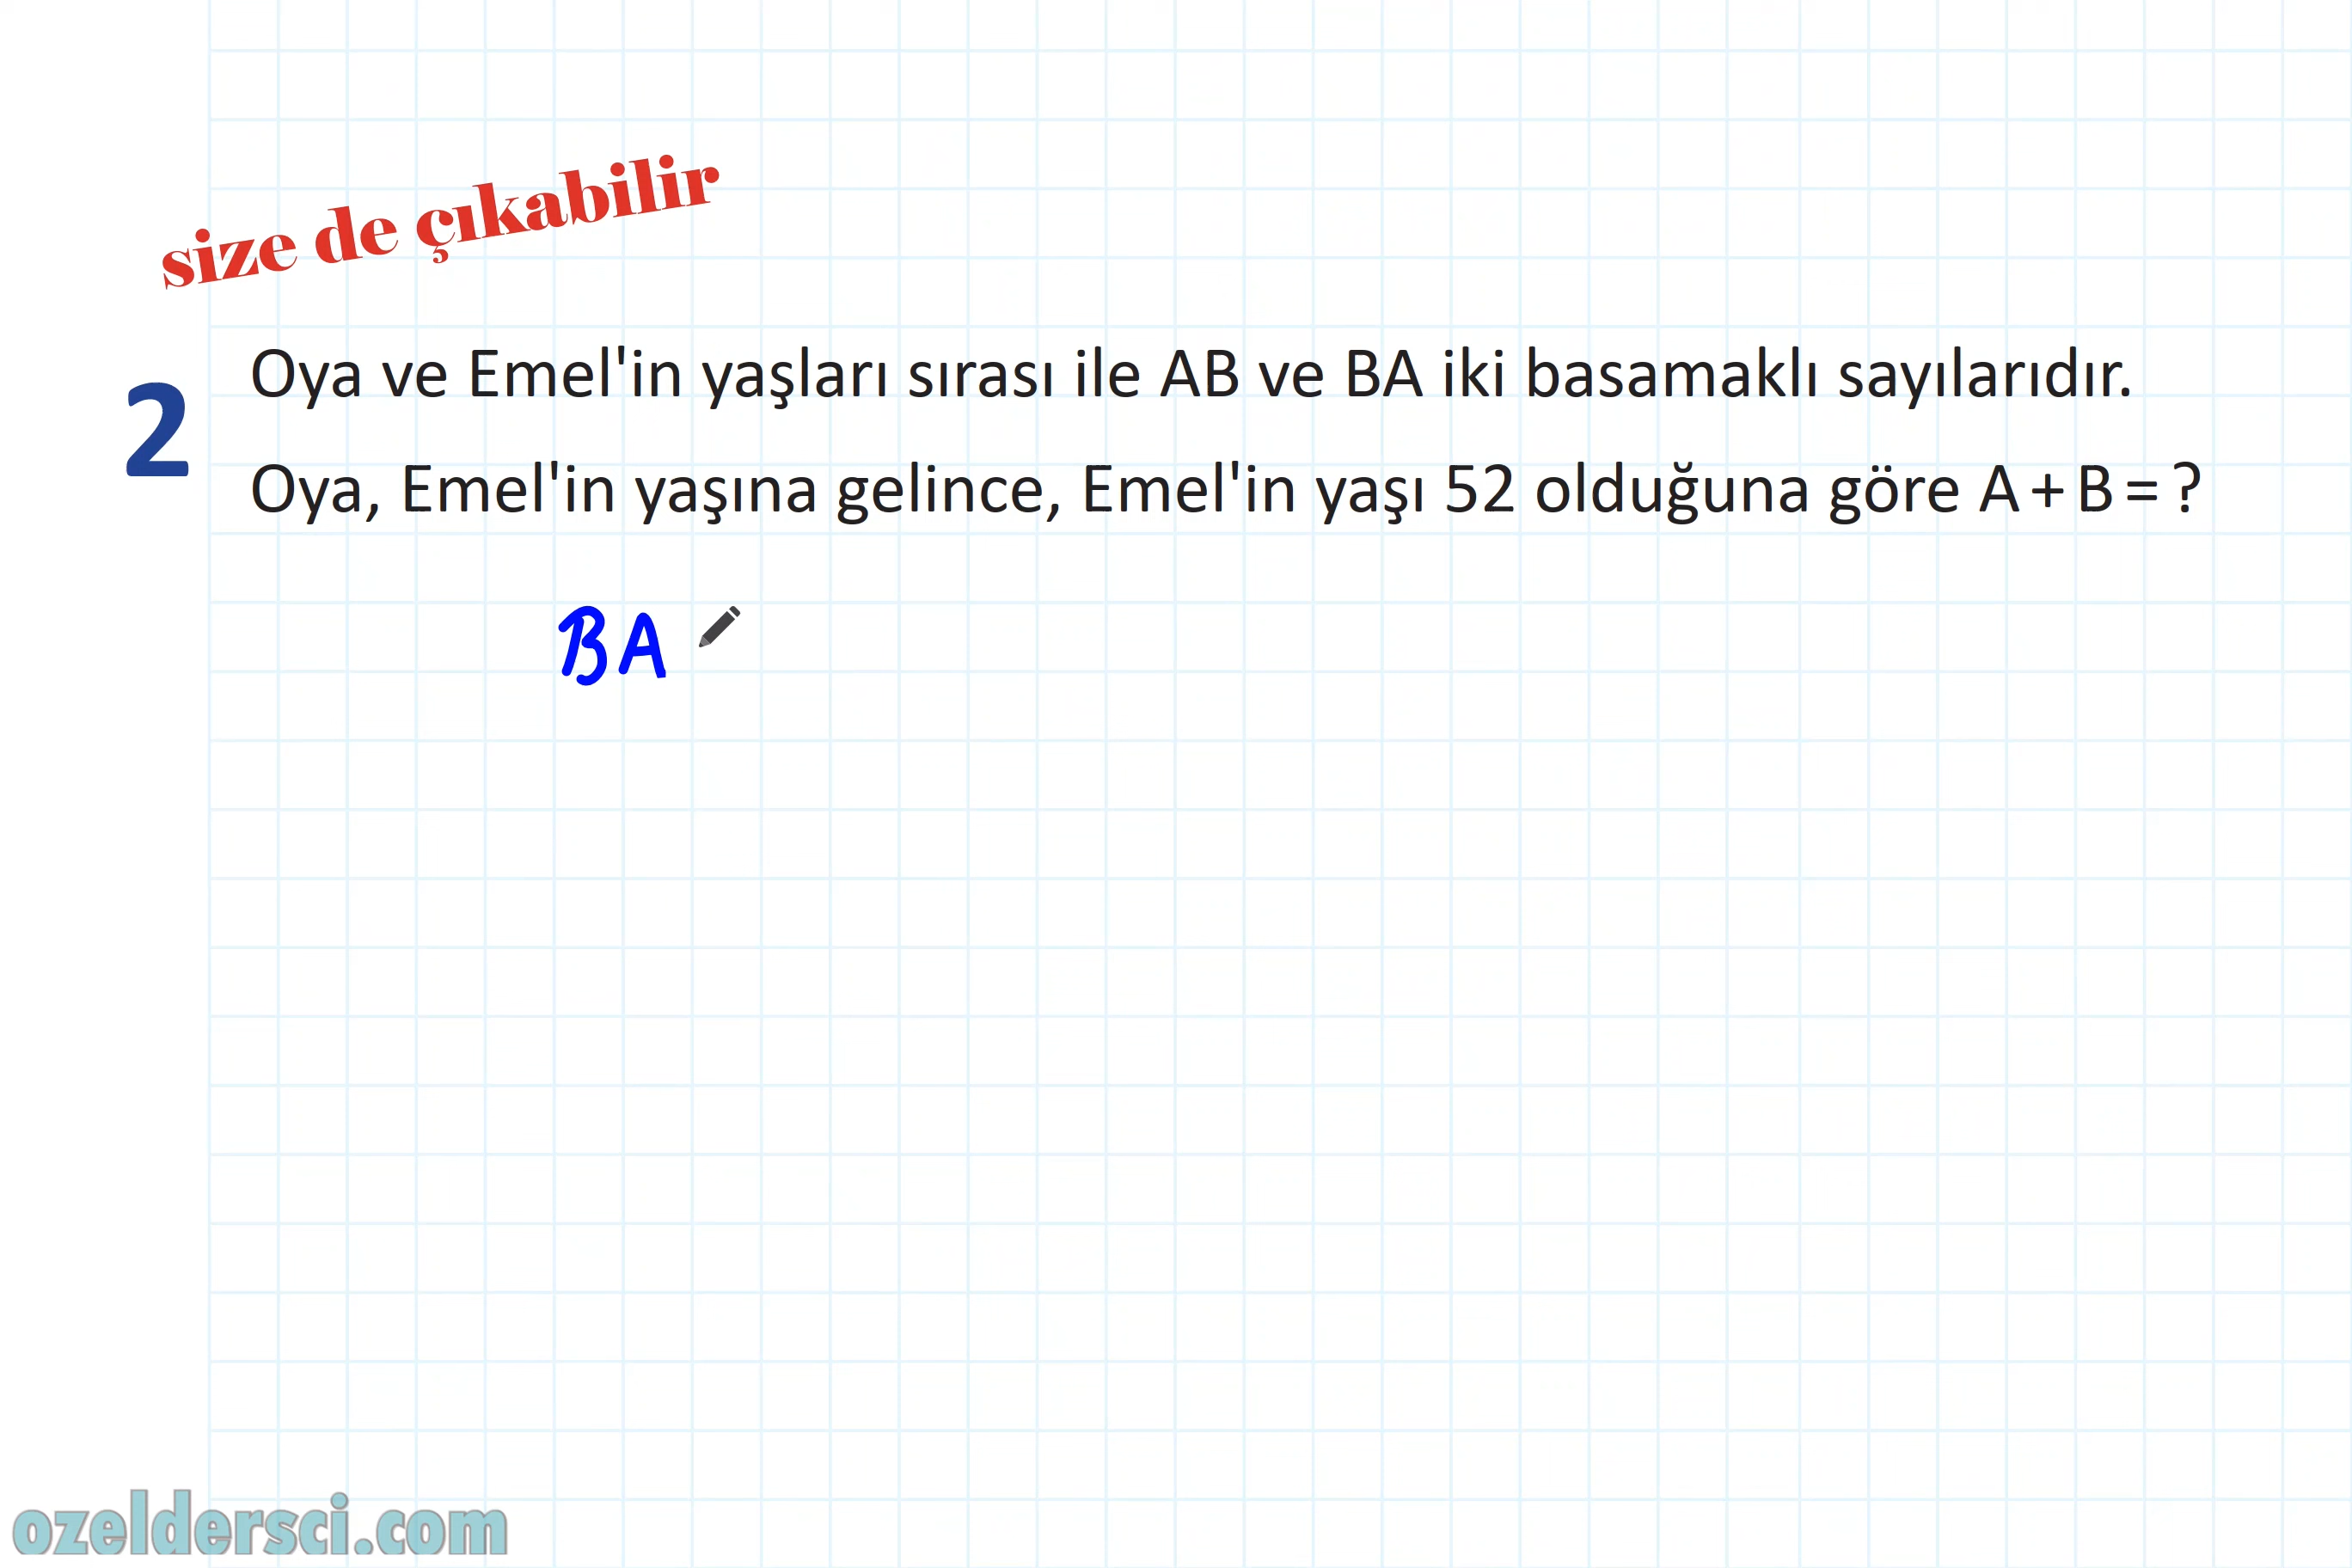 size de çıkabilir
2
Oya ve Emel'in yaşları sırası ile AB ve BA iki basamaklı sayılarıdır.
Oya, Emel'in yaşına gelince, Emel'in yaşı 52 olduğuna göre A+B=?
BA
ozeldersci.com